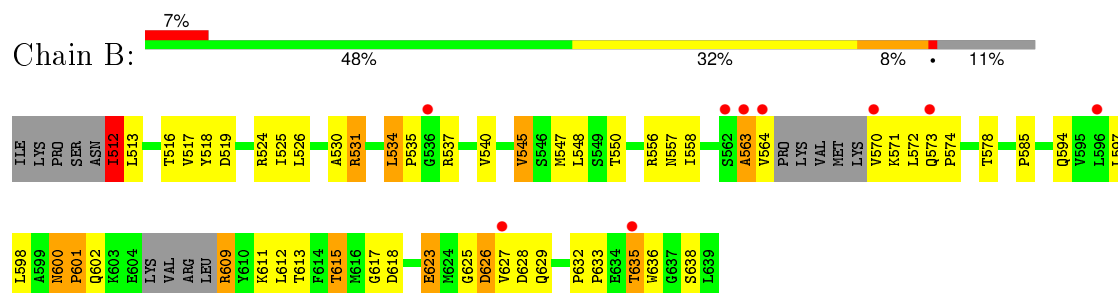 7%
Chain B:
48% 32% 8% • 11%
ILE LYS PRO SER ASN I512 L513 T516 V517 Y518 D519 R524 I525 L526 A530 R531 L534 P535 G536 R537 V540 V545 S546 M547 L548 S549 T550 R556 N557 I558 S562 A563 V564 PRO LYS VAL MET LYS V570 K571 L572 Q573 P574 T578 P585 Q594 V595 L596 L597
L598 A599 N600 P601 Q602 K603 E604 LYS VAL ARG LEU R609 Y610 K611 L612 T613 F614 T615 M616 G617 D618 E623 M624 G625 D626 V627 D628 Q629 P632 P633 E634 T635 W636 G637 S638 L639